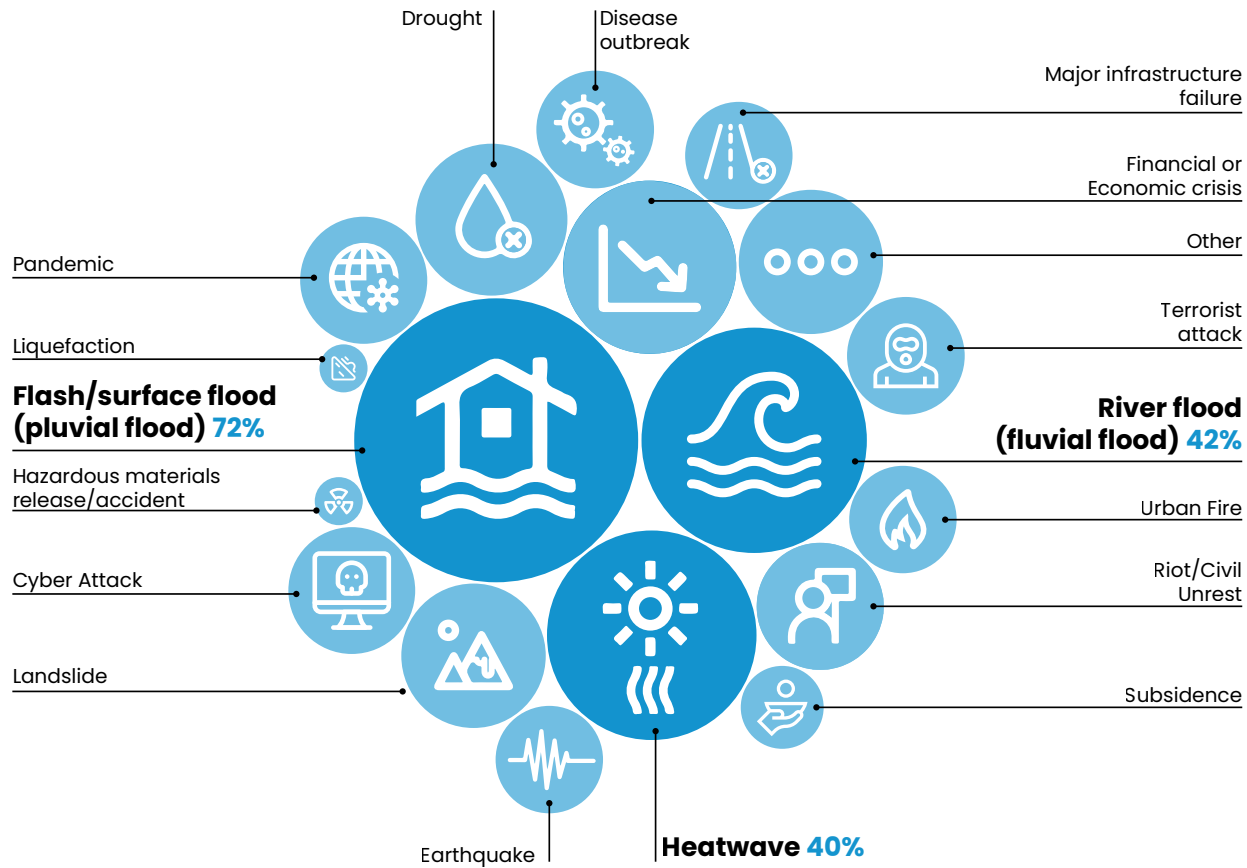 Drought
Disease
outbreak
Major infrastructure
failure
Financial or
Economic crisis
Other
Pandemic
Terrorist
attack
Liquefaction
Flash/surface flood
(pluvial flood) 72%
River flood
(fluvial flood) 42%
Hazardous materials
release/accident
Urban Fire
Cyber Attack
Riot/Civil
Unrest
Landslide
Subsidence
Earthquake
Heatwave 40%